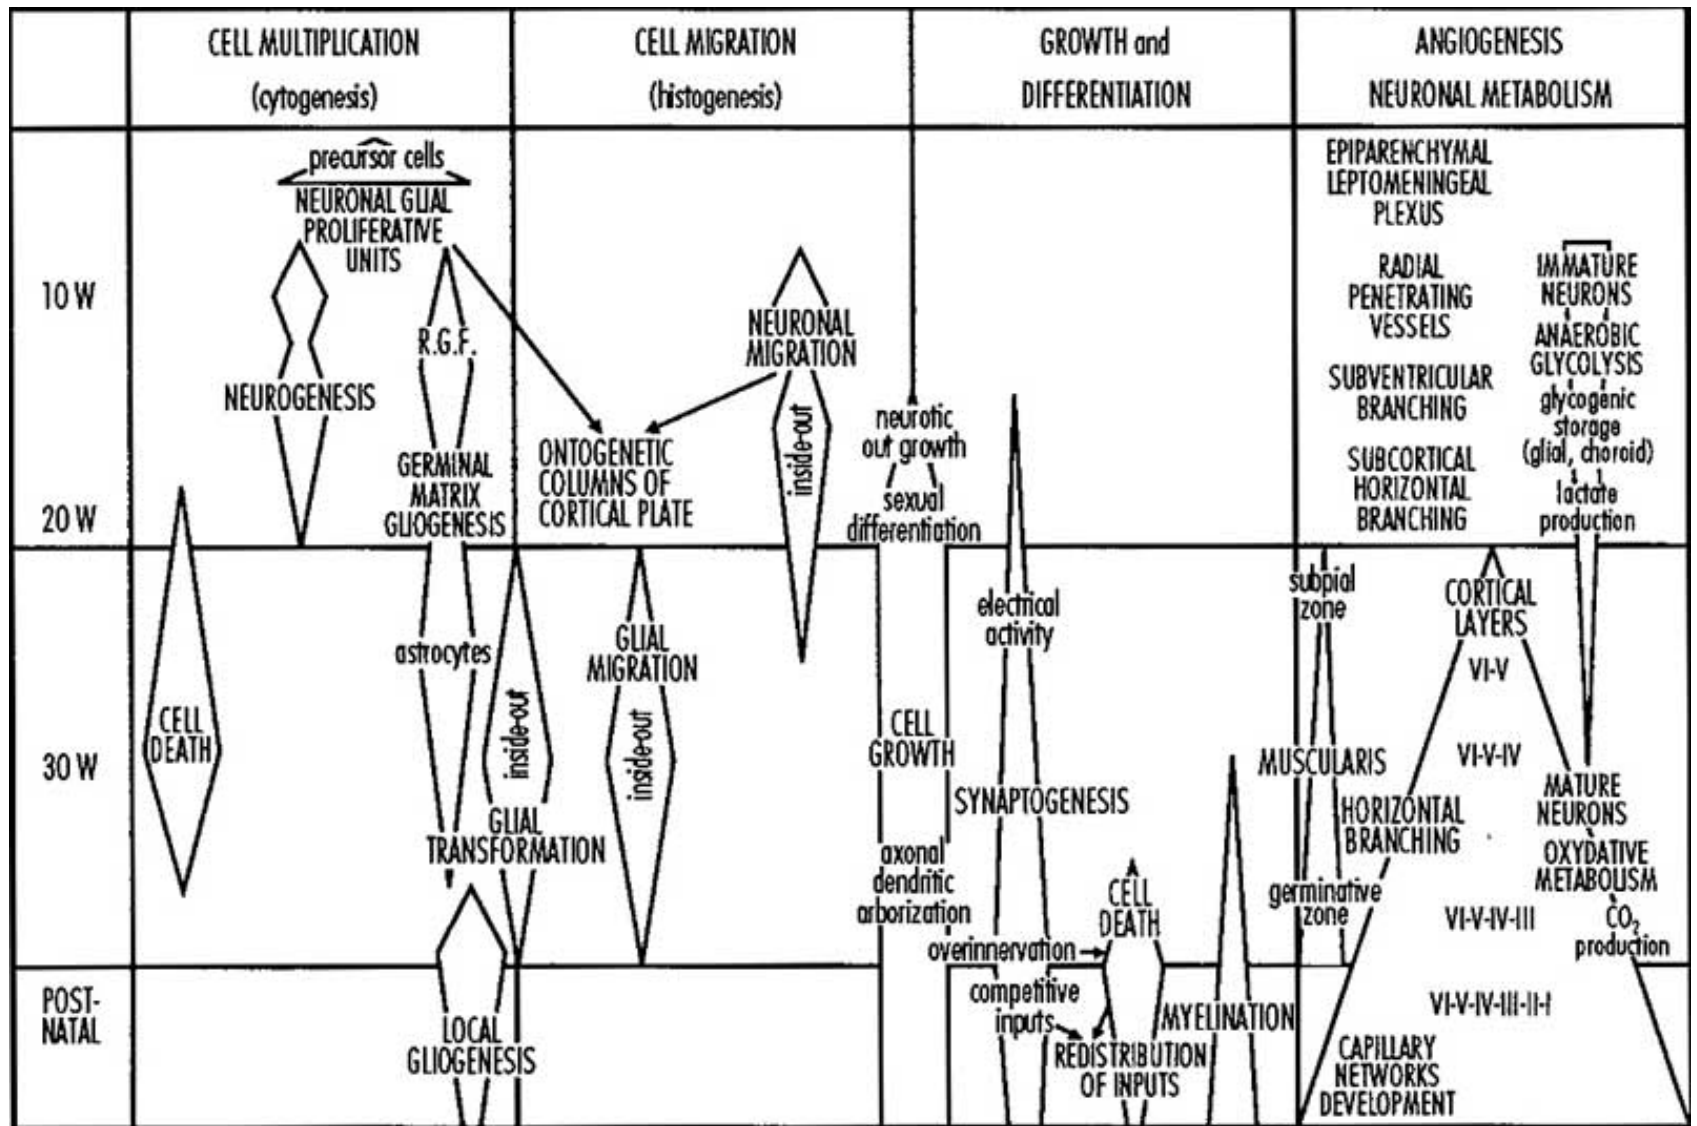 CELL MULTIPLICATION
(cytogenesis)
CELL MIGRATION
(histogenesis)
GROWTH and
DIFFERENTIATION
ANGIOGENESIS
NEURONAL METABOLISM
10 W
20 W
30 W
POST-
NATAL
precursor cells
NEURONAL GLIAL
PROLIFERATIVE
UNITS
R.G.F.
NEUROGENESIS
GERMINAL
MATRIX
GLIOGENESIS
astrocytes
CELL
DEATH
inside-out
GLIAL
TRANSFORMATION
LOCAL
GLIOGENESIS
NEURONAL
MIGRATION
inside-out
ONTOGENETIC
COLUMNS OF
CORTICAL PLATE
GLIAL
MIGRATION
inside-out
neurotic
out growth
sexual
differentiation
CELL
GROWTH
axonal
dendritic
arborization
electrical
activity
SYNAPTOGENESIS
overinnervation
competitive
inputs
CELL
DEATH
REDISTRIBUTION
OF INPUTS
MYELINATION
EPIPARENCHYMAL
LEPTOMENINGEAL
PLEXUS
RADIAL
PENETRATING
VESSELS
SUBVENTRICULAR
BRANCHING
SUBCORTICAL
HORIZONTAL
BRANCHING
IMMATURE
NEURONS
ANAEROBIC
GLYCOLYSIS
glycogenic
storage
(glial, choroid)
lactate
production
subpial
zone
MUSCULARIS
germinative
zone
CORTICAL
LAYERS
VI-V
VI-V-IV
VI-V-IV-III
VI-V-IV-III-II-I
HORIZONTAL
BRANCHING
MATURE
NEURONS
OXYDATIVE
METABOLISM
CO₂
production
CAPILLARY
NETWORKS
DEVELOPMENT